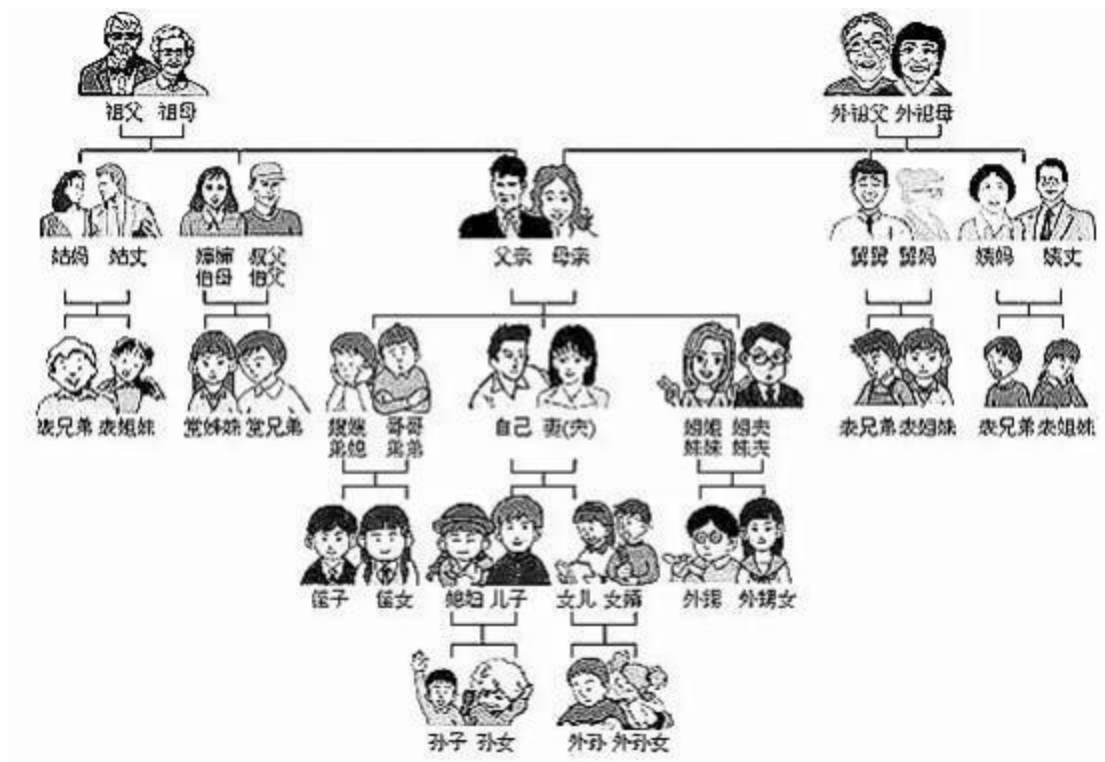 祖父 祖母
外祖父 外祖母
姑妈 姑丈
婶婶 叔父
伯母 伯父
父亲 母亲
舅舅 舅妈
姨妈 姨丈
表兄弟 表姐妹
堂姊妹 堂兄弟
嫂嫂 哥哥
弟媳 弟弟
自己 妻(夫)
姐姐 姐夫
妹妹 妹夫
表兄弟 表姐妹
表兄弟 表姐妹
侄子 侄女
媳妇 儿子
女儿 女婿
外甥 外甥女
孙子 孙女
外孙 外孙女